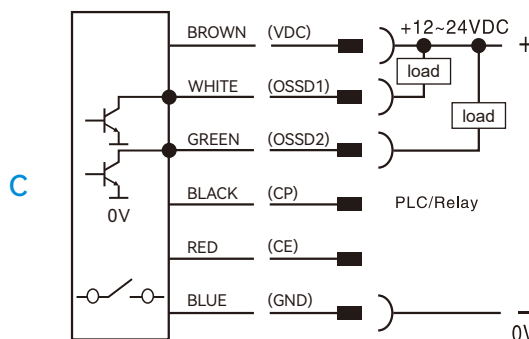 +12~24VDC
BROWN (VDC) +
load
WHITE (OSSD1)
load
GREEN (OSSD2)
C
BLACK (CP) PLC/Relay
0V
RED (CE)
BLUE (GND) −
0V